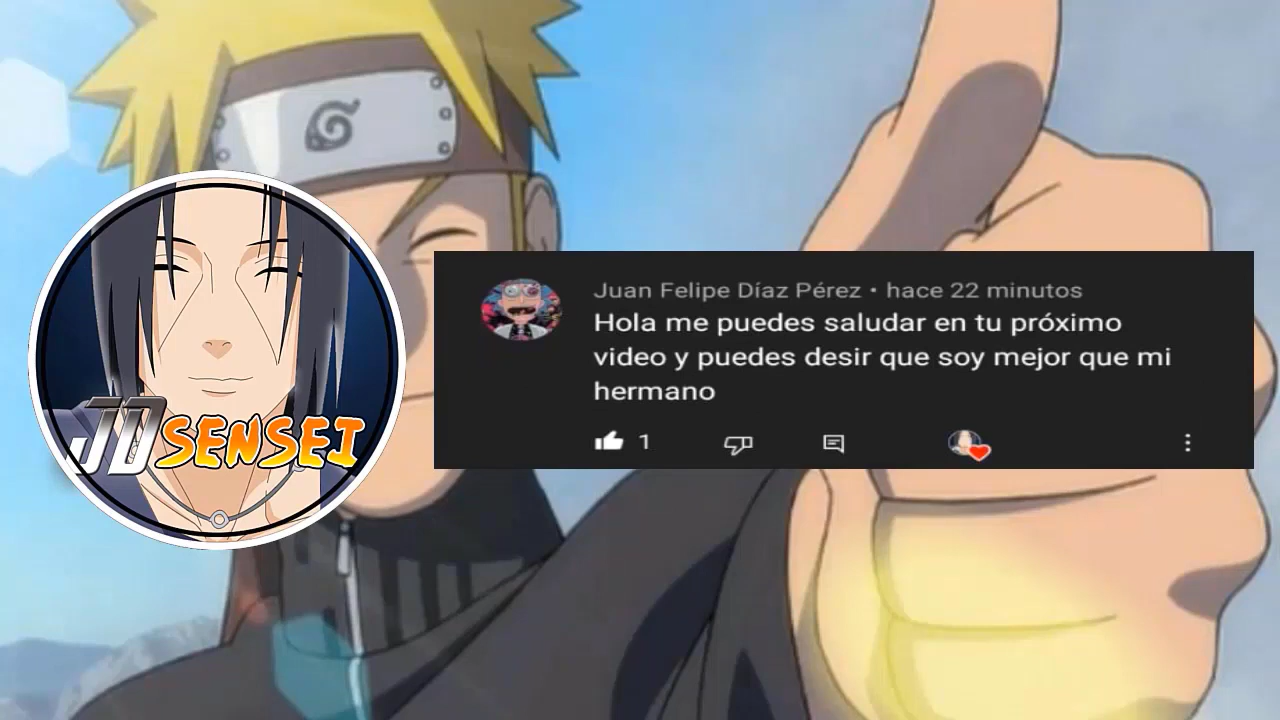 JD SENSEI
Juan Felipe Díaz Pérez • hace 22 minutos
Hola me puedes saludar en tu próximo
video y puedes desir que soy mejor que mi
hermano
1